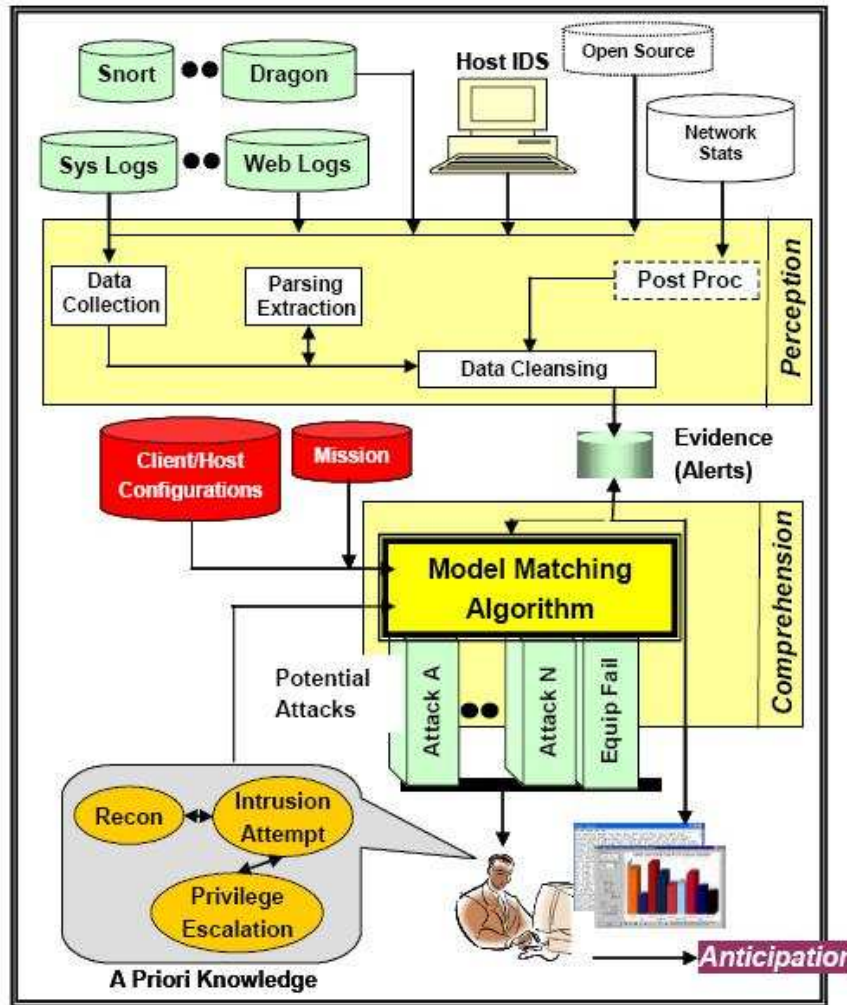 Snort
Dragon
Host IDS
Open Source
Sys Logs
Web Logs
Network
Stats
Data
Collection
Parsing
Extraction
Post Proc
Data Cleansing
Perception
Client/Host
Configurations
Mission
Evidence
(Alerts)
Model Matching
Algorithm
Comprehension
Potential
Attacks
Attack A
Attack N
Equip Fail
Recon
Intrusion
Attempt
Privilege
Escalation
A Priori Knowledge
Anticipation